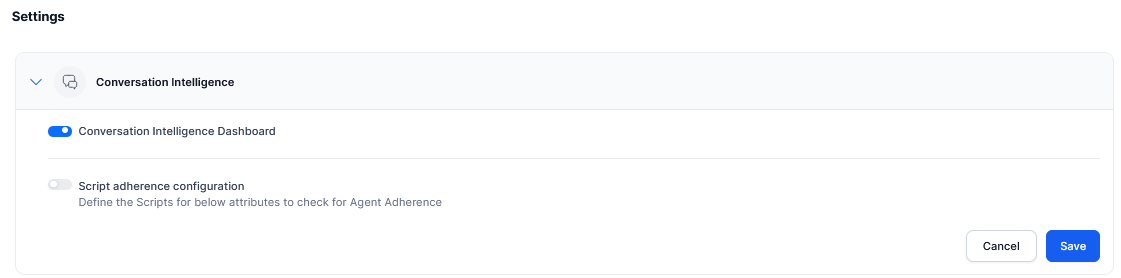 Settings
Conversation Intelligence
Conversation Intelligence Dashboard
Script adherence configuration
Define the Scripts for below attributes to check for Agent Adherence
Cancel
Save